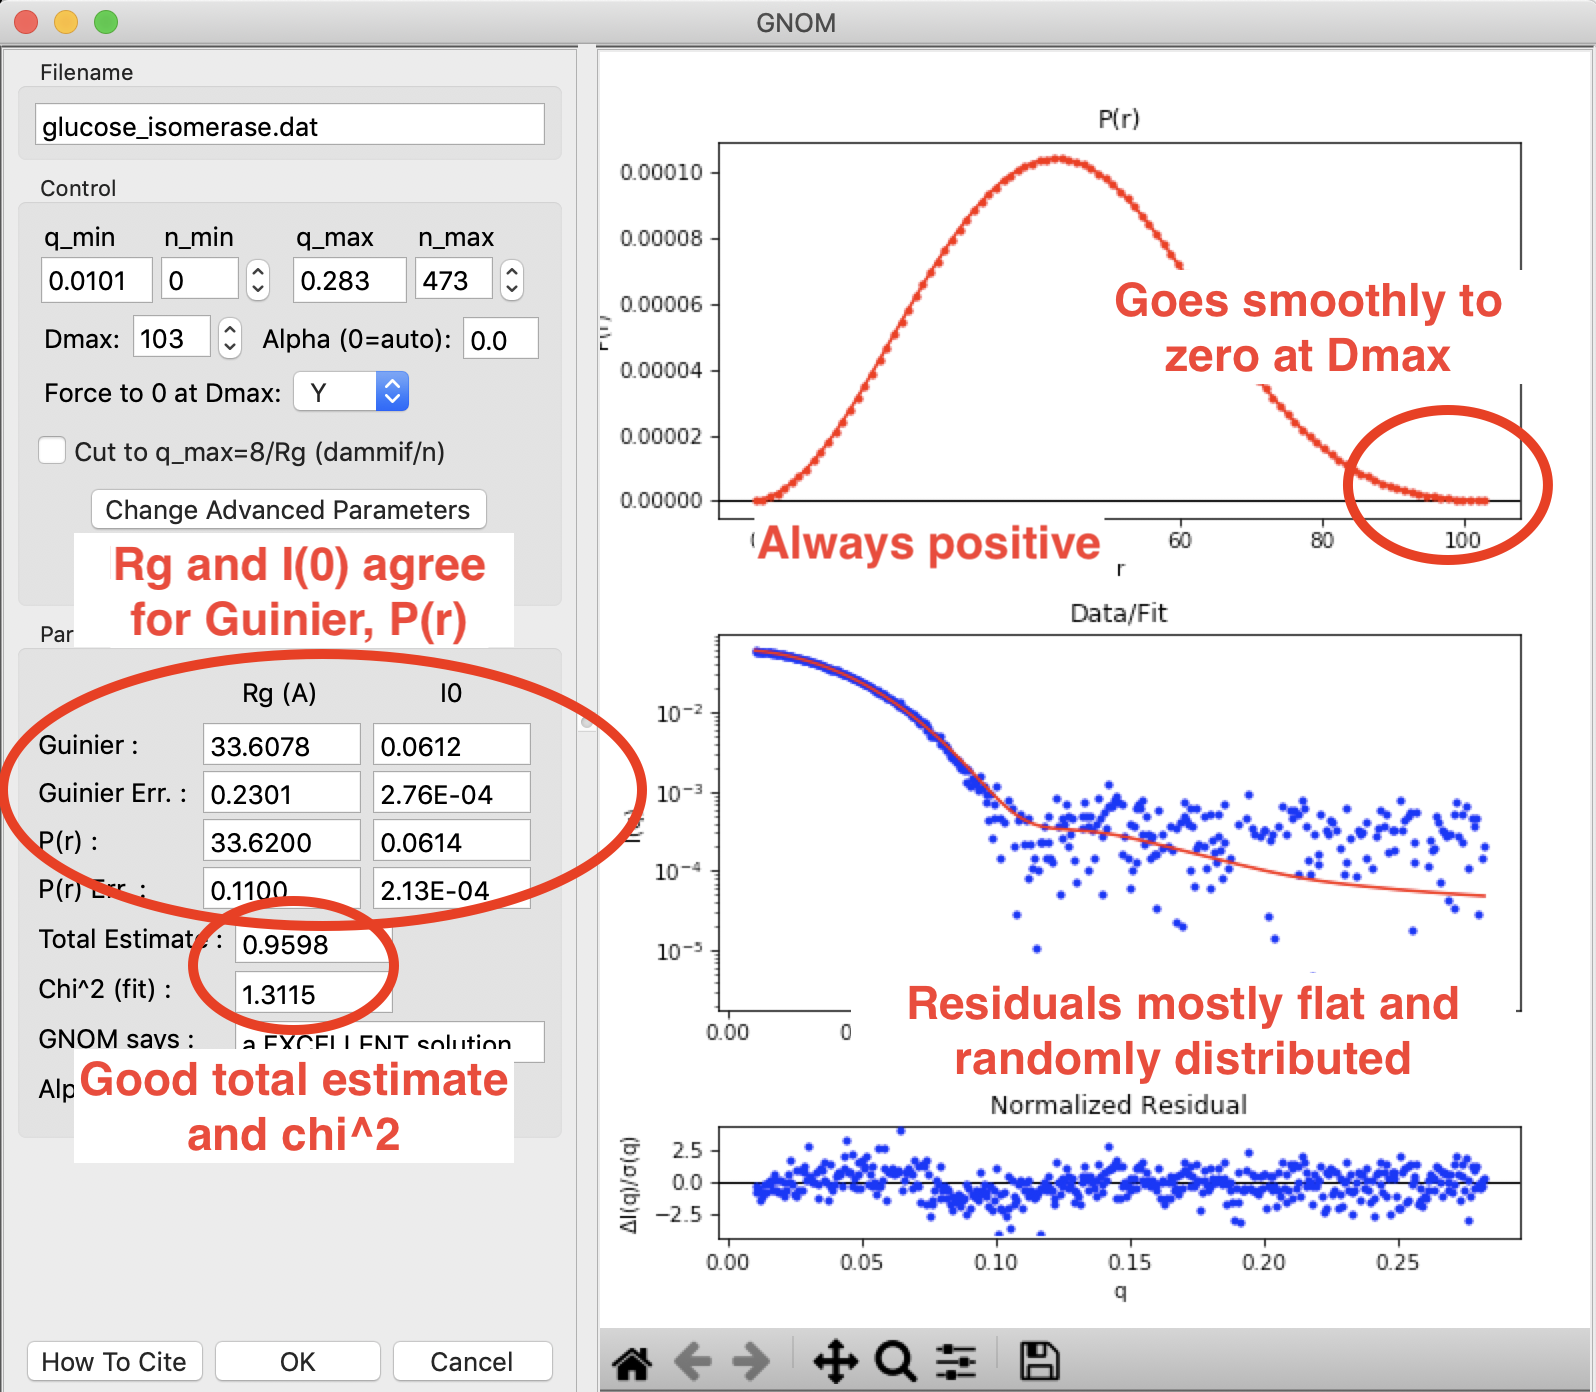 GNOM
Filename
glucose_isomerase.dat
Control
q_min n_min q_max n_max
0.0101 0 0.283 473
Dmax: 103 Alpha (0=auto): 0.0
Force to 0 at Dmax: Y
Cut to q_max=8/Rg (dammif/n)
Change Advanced Parameters
Rg and I(0) agree
for Guinier, P(r)
Par
Rg (A) I0
Guinier : 33.6078 0.0612
Guinier Err. : 0.2301 2.76E-04
P(r) : 33.6200 0.0614
P(r) Err. : 0.1100 2.13E-04
Total Estimate : 0.9598
Chi^2 (fit) : 1.3115
GNOM says : a EXCELLENT solution
Alp
Good total estimate
and chi^2
How To Cite OK Cancel
P(r)
0.00010
0.00008
0.00006
0.00004
0.00002
0.00000
P(r)
Goes smoothly to
zero at Dmax
Always positive
60 80 100
r
Data/Fit
10⁻²
10⁻³
10⁻⁴
10⁻⁵
I(q)
0.00 0
Residuals mostly flat and
randomly distributed
Normalized Residual
2.5
0.0
−2.5
ΔI(q)/σ(q)
0.00 0.05 0.10 0.15 0.20 0.25
q